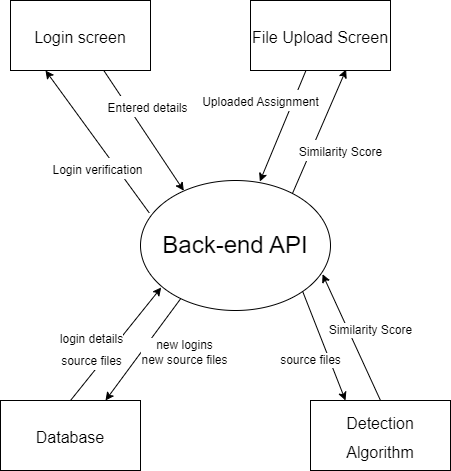 Login screen
File Upload Screen
Entered details
Uploaded Assignment
Similarity Score
Login verification
Back-end API
login details
source files
new logins
new source files
source files
Similarity Score
Database
Detection
Algorithm